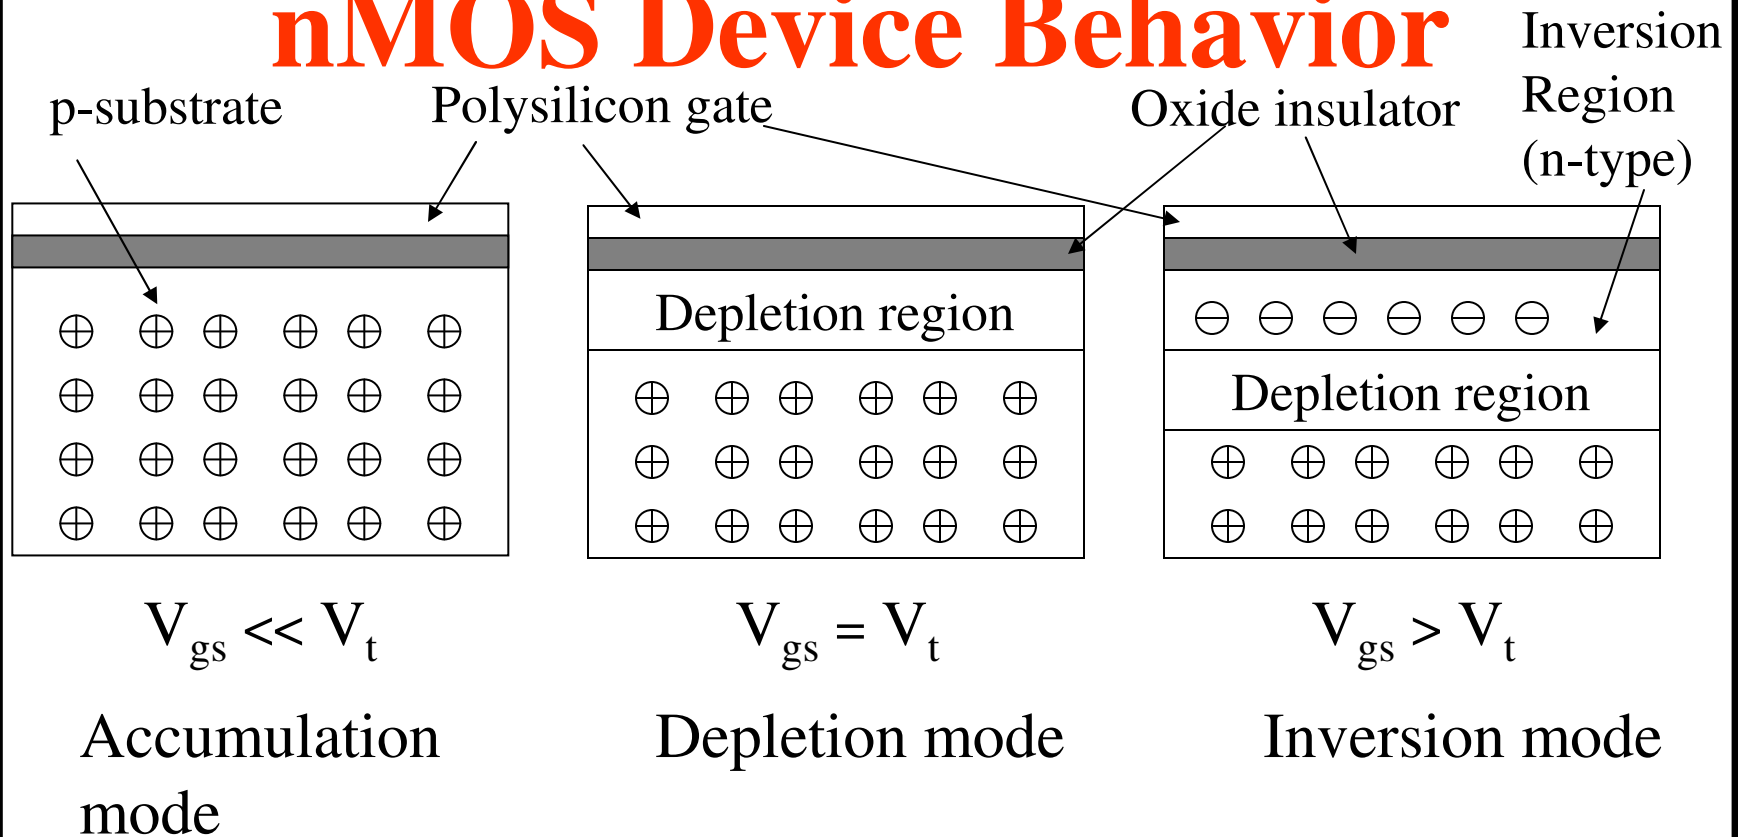 nMOS Device Behavior
p-substrate
Polysilicon gate
Oxide insulator
Inversion
Region
(n-type)
Depletion region
Depletion region
Vgs << Vt
Vgs = Vt
Vgs > Vt
Accumulation
mode
Depletion mode
Inversion mode